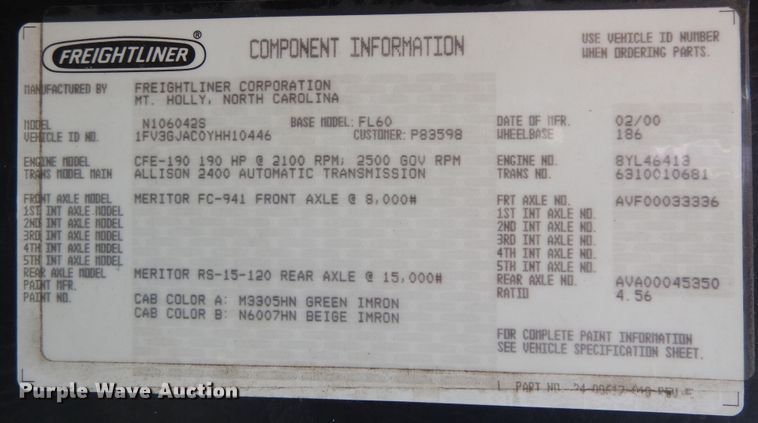 FREIGHTLINER ®
COMPONENT INFORMATION
USE VEHICLE ID NUMBER
WHEN ORDERING PARTS.
MANUFACTURED BY FREIGHTLINER CORPORATION
MT. HOLLY, NORTH CAROLINA
MODEL N106042S BASE MODEL: FL60 DATE OF MFR. 02/00
VEHICLE ID NO. 1FV3GJAC0YHH10446 CUSTOMER: P83598 WHEELBASE 186
ENGINE MODEL CFE-190 190 HP @ 2100 RPM; 2500 GOV RPM ENGINE NO. 8YL46413
TRANS MODEL MAIN ALLISON 2400 AUTOMATIC TRANSMISSION TRANS NO. 6310010681
FRONT AXLE MODEL MERITOR FC-941 FRONT AXLE @ 8,000# FRT AXLE NO. AVF00033336
1ST INT AXLE MODEL 1ST INT AXLE NO.
2ND INT AXLE MODEL 2ND INT AXLE NO.
3RD INT AXLE MODEL 3RD INT AXLE NO.
4TH INT AXLE MODEL 4TH INT AXLE NO.
5TH INT AXLE MODEL 5TH INT AXLE NO.
REAR AXLE MODEL MERITOR RS-15-120 REAR AXLE @ 15,000# REAR AXLE NO. AVA00045350
PAINT MFR. RATIO 4.56
PAINT NO. CAB COLOR A: M3305HN GREEN IMRON
CAB COLOR B: N6007HN BEIGE IMRON
FOR COMPLETE PAINT INFORMATION
SEE VEHICLE SPECIFICATION SHEET.
PART NO.
Purple Wave Auction